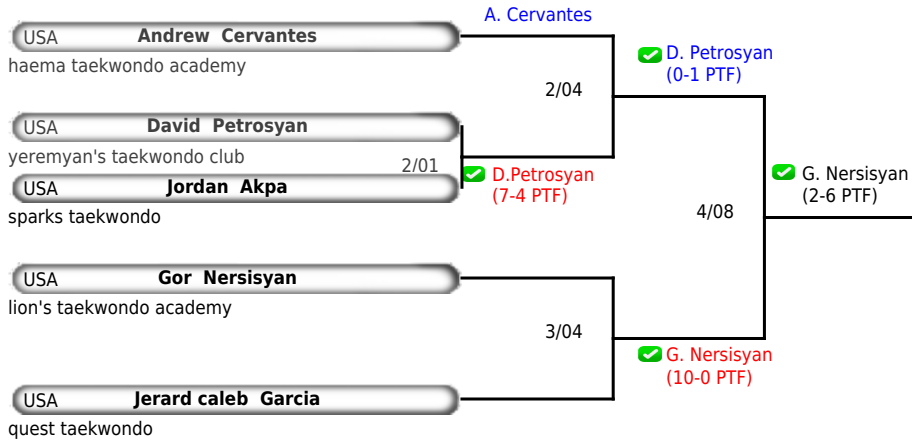 A. Cervantes
USA Andrew Cervantes
haema taekwondo academy
D. Petrosyan
(0-1 PTF)
2/04
USA David Petrosyan
yeremyan's taekwondo club
2/01
D.Petrosyan
(7-4 PTF)
USA Jordan Akpa
sparks taekwondo
G. Nersisyan
(2-6 PTF)
4/08
USA Gor Nersisyan
lion's taekwondo academy
3/04
G. Nersisyan
(10-0 PTF)
USA Jerard caleb Garcia
quest taekwondo